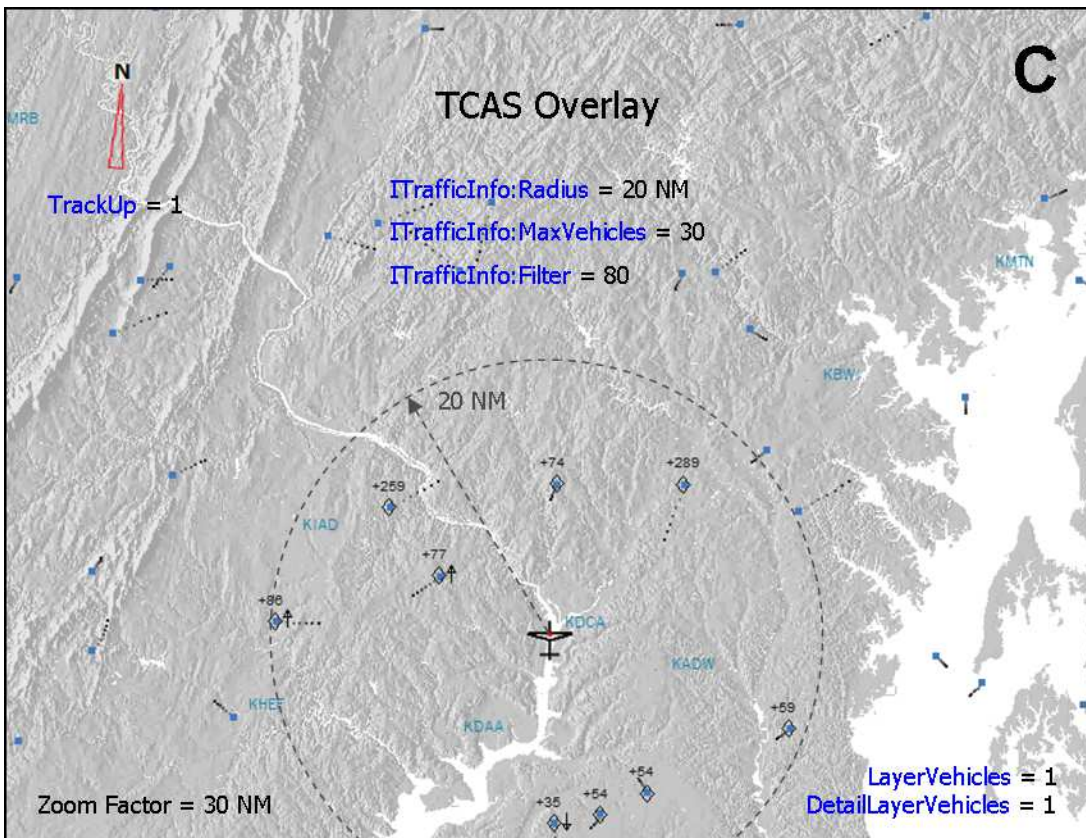 C
N
TCAS Overlay
MRB
ITrafficInfo:Radius = 20 NM
TrackUp = 1
ITrafficInfo:MaxVehicles = 30
KMTN
ITrafficInfo:Filter = 80
KBW
20 NM
+74
+289
+259
KIAD
+77
+86
KDCA
KADW
KHEF
+59
KDAA
+54
LayerVehicles = 1
Zoom Factor = 30 NM
+35
+54
DetailLayerVehicles = 1